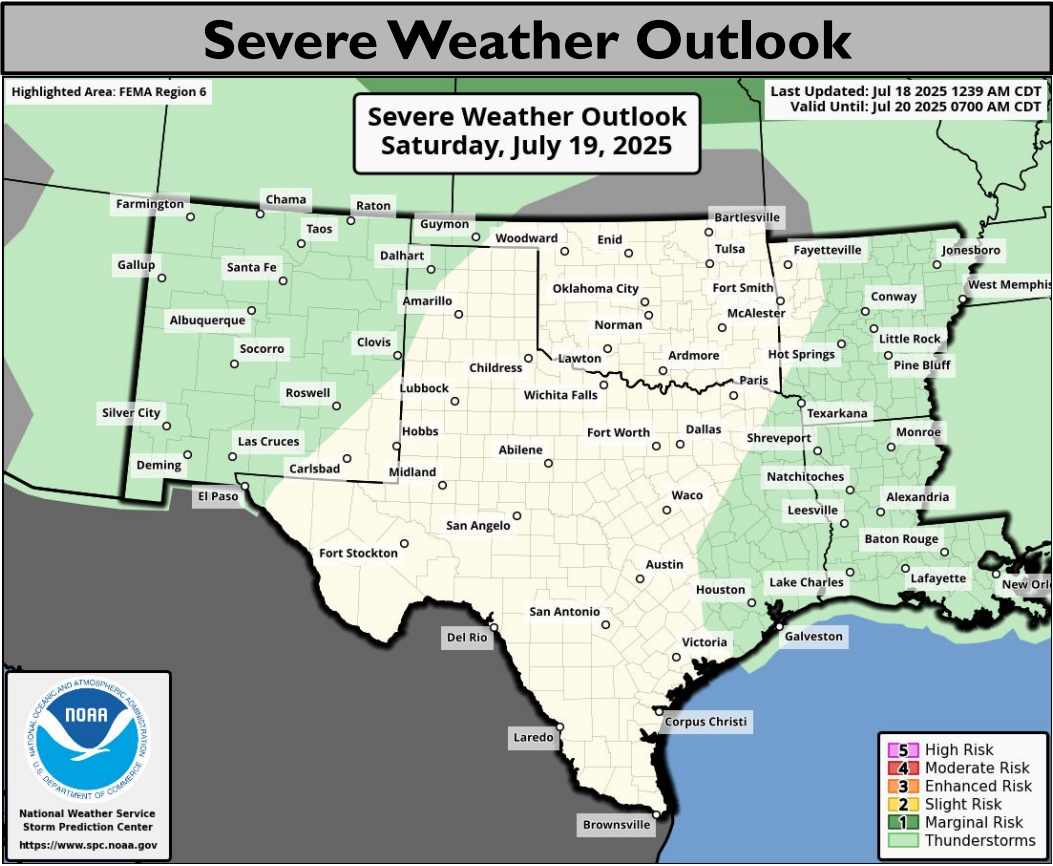 Severe Weather Outlook
Highlighted Area: FEMA Region 6
Last Updated: Jul 18 2025 1239 AM CDT
Valid Until: Jul 20 2025 0700 AM CDT
Severe Weather Outlook
Saturday, July 19, 2025
Farmington
Chama
Raton
Taos
Guymon
Bartlesville
Woodward
Enid
Tulsa
Fayetteville
Jonesboro
Gallup
Santa Fe
Dalhart
West Memphis
Albuquerque
Amarillo
Oklahoma City
Fort Smith
Conway
Norman
McAlester
Socorro
Clovis
Childress
Lawton
Ardmore
Hot Springs
Little Rock
Pine Bluff
Roswell
Lubbock
Wichita Falls
Paris
Texarkana
Silver City
Las Cruces
Hobbs
Abilene
Fort Worth
Dallas
Shreveport
Monroe
Deming
Carlsbad
Midland
Natchitoches
El Paso
San Angelo
Waco
Leesville
Alexandria
Fort Stockton
Austin
Baton Rouge
Houston
Lake Charles
Lafayette
New Orle
Del Rio
San Antonio
Victoria
Galveston
Laredo
Corpus Christi
Brownsville
NATIONAL OCEANIC AND ATMOSPHERIC ADMINISTRATION
NOAA
U.S. DEPARTMENT OF COMMERCE
National Weather Service
Storm Prediction Center
https://www.spc.noaa.gov
5 High Risk
4 Moderate Risk
3 Enhanced Risk
2 Slight Risk
1 Marginal Risk
Thunderstorms